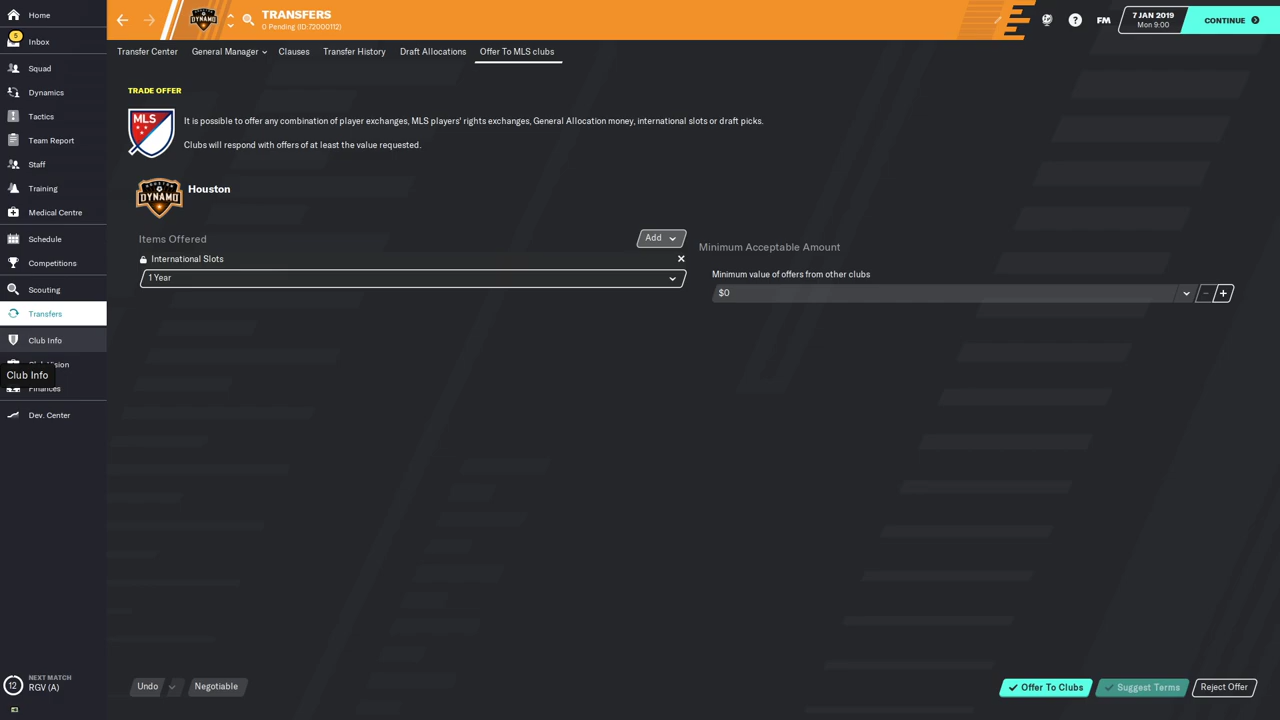 Home
5
Inbox
Squad
Dynamics
Tactics
Team Report
Staff
Training
Medical Centre
Schedule
Competitions
Scouting
Transfers
Club Info
Club Info
Finances
Dev. Center
12
NEXT MATCH
RGV (A)
HOUSTON
DYNAMO
TRANSFERS
0 Pending (ID:72000112)
?
FM
7 JAN 2019
Mon 9:00
CONTINUE
Transfer Center
General Manager
Clauses
Transfer History
Draft Allocations
Offer To MLS clubs
TRADE OFFER
MLS
It is possible to offer any combination of player exchanges, MLS players' rights exchanges, General Allocation money, international slots or draft picks.
Clubs will respond with offers of at least the value requested.
HOUSTON
DYNAMO
Houston
Items Offered
Add
International Slots
1 Year
Minimum Acceptable Amount
Minimum value of offers from other clubs
$0
Undo
Negotiable
Offer To Clubs
Suggest Terms
Reject Offer